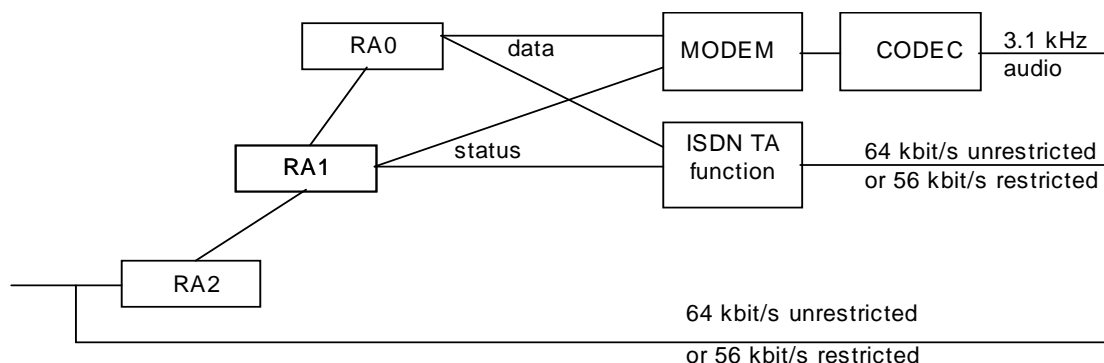 RA0
data
MODEM
CODEC
3.1 kHz
audio
RA1
status
ISDN TA
function
64 kbit/s unrestricted
or 56 kbit/s restricted
RA2
64 kbit/s unrestricted
or 56 kbit/s restricted